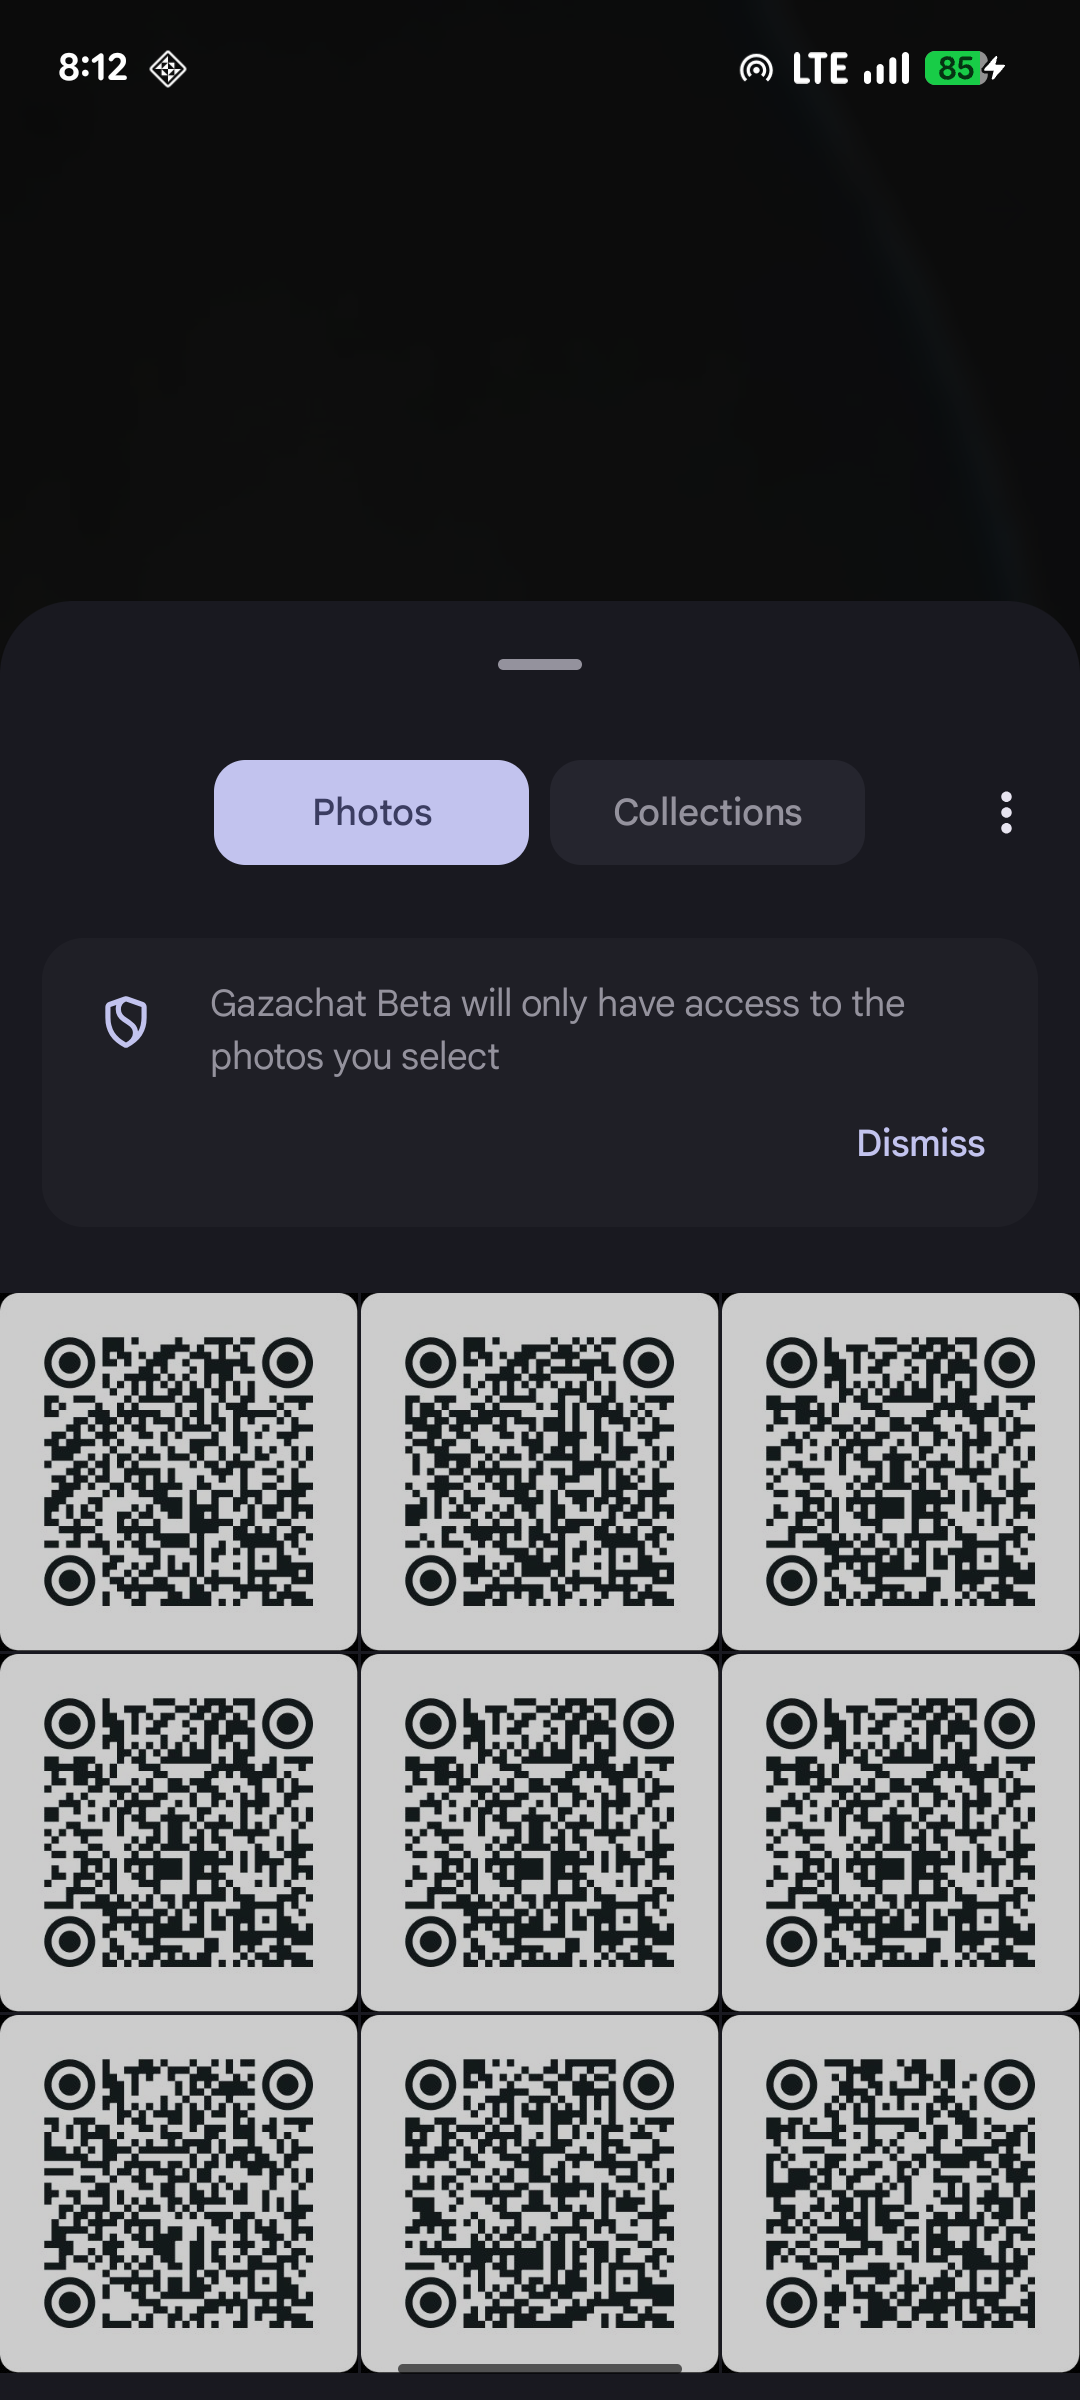 8:12
LTE
85
Photos
Collections
Gazachat Beta will only have access to the
photos you select
Dismiss